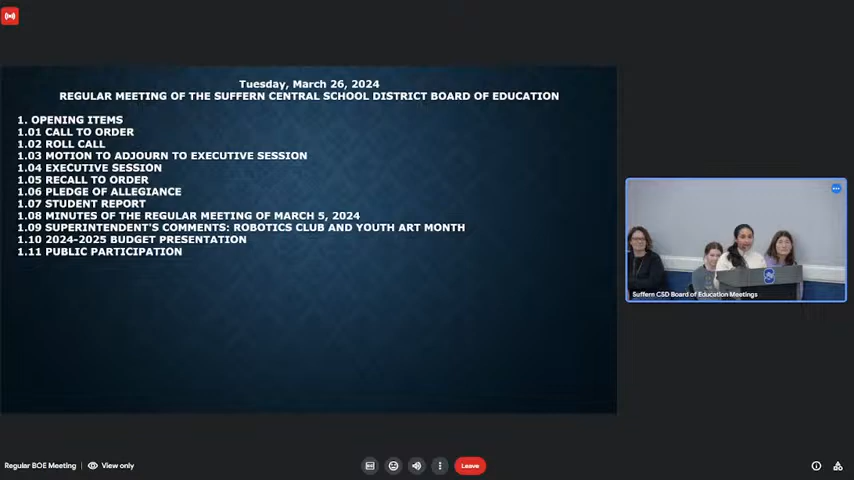 Tuesday, March 26, 2024
REGULAR MEETING OF THE SUFFERN CENTRAL SCHOOL DISTRICT BOARD OF EDUCATION
1. OPENING ITEMS
1.01 CALL TO ORDER
1.02 ROLL CALL
1.03 MOTION TO ADJOURN TO EXECUTIVE SESSION
1.04 EXECUTIVE SESSION
1.05 RECALL TO ORDER
1.06 PLEDGE OF ALLEGIANCE
1.07 STUDENT REPORT
1.08 MINUTES OF THE REGULAR MEETING OF MARCH 5, 2024
1.09 SUPERINTENDENT'S COMMENTS: ROBOTICS CLUB AND YOUTH ART MONTH
1.10 2024-2025 BUDGET PRESENTATION
1.11 PUBLIC PARTICIPATION
Suffern CSD Board of Education Meetings
Regular BOE Meeting | View only
Leave